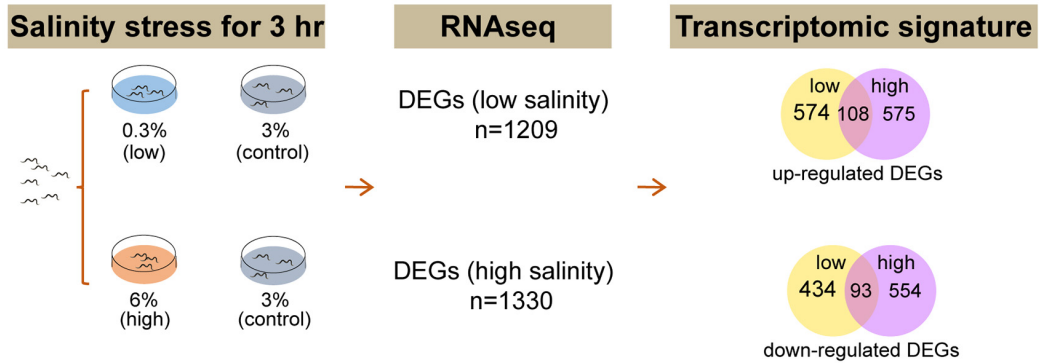 Salinity stress for 3 hr
RNAseq
Transcriptomic signature
0.3%
(low)
3%
(control)
DEGs (low salinity)
n=1209
low
high
574
108
575
up-regulated DEGs
6%
(high)
3%
(control)
DEGs (high salinity)
n=1330
low
high
434
93
554
down-regulated DEGs